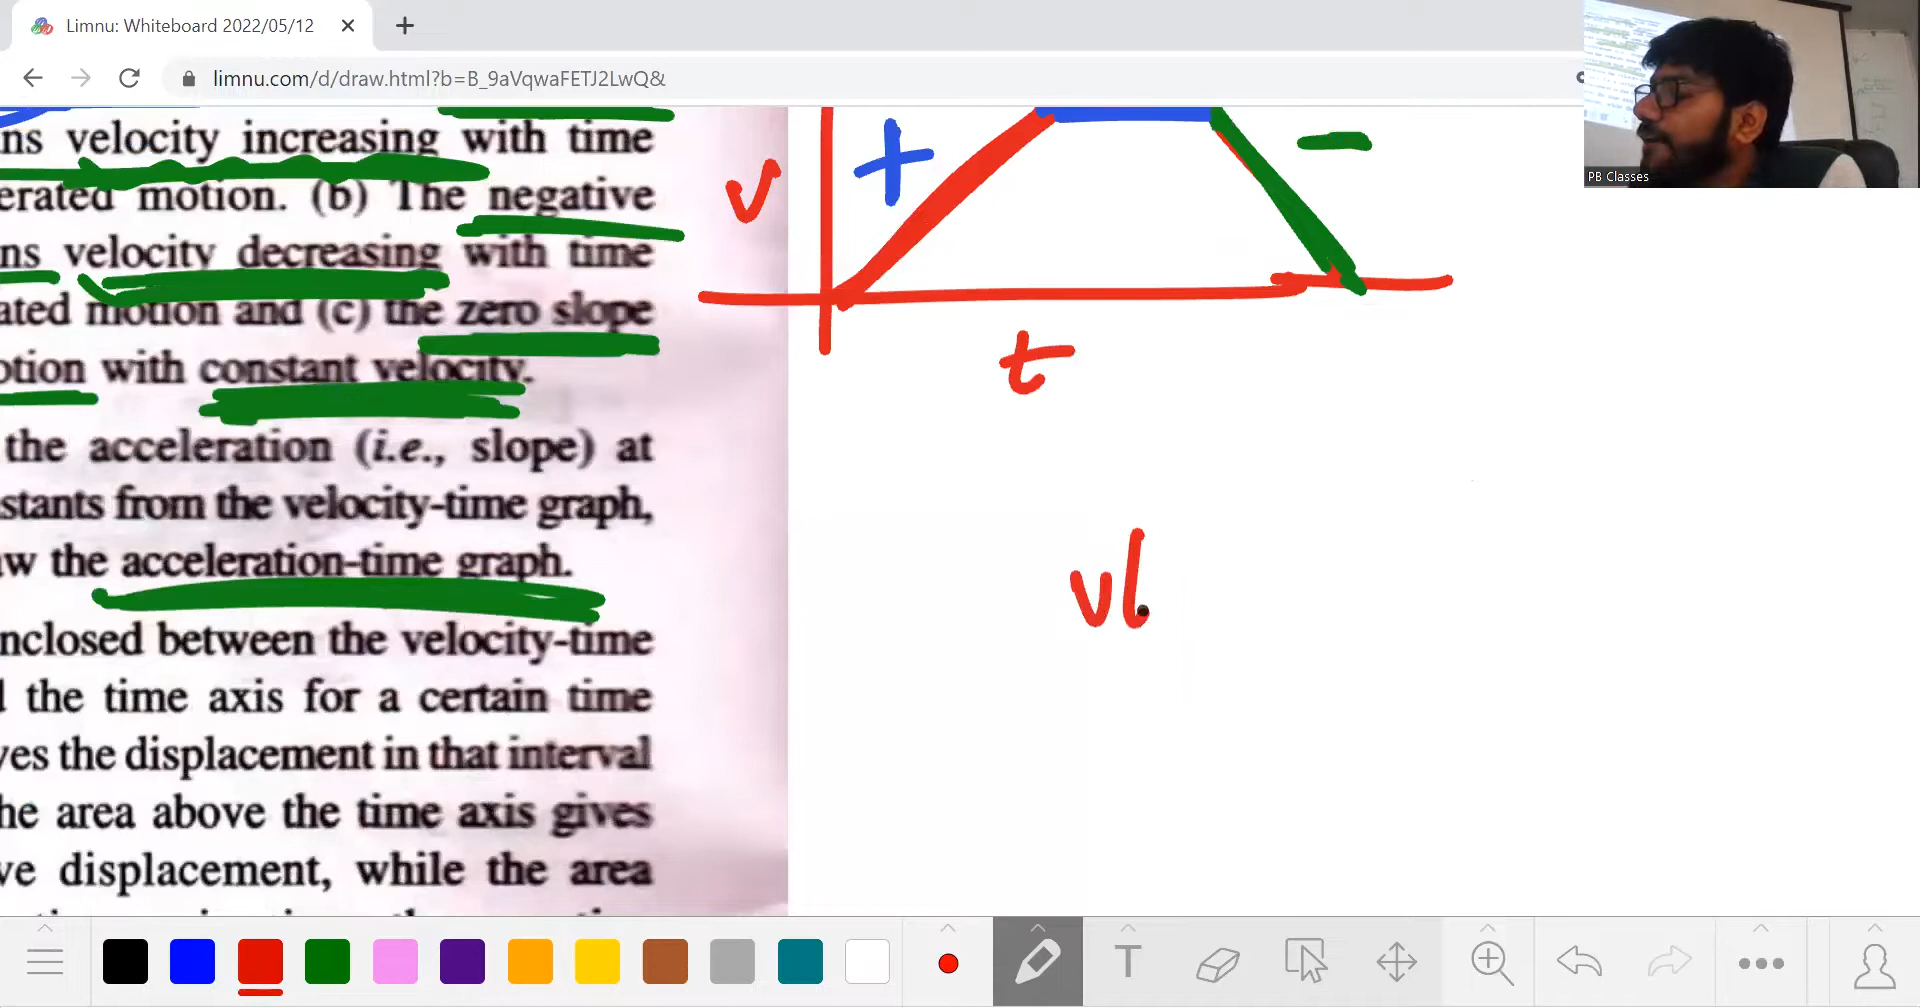 Limnu: Whiteboard 2022/05/12
limnu.com/d/draw.html?b=B_9aVqwaFETJ2LwQ&
PB Classes
ns velocity increasing with time
erated motion. (b) The negative
ns velocity decreasing with time
ated motion and (c) the zero slope
otion with constant velocity.
the acceleration (i.e., slope) at
stants from the velocity-time graph,
w the acceleration-time graph.
nclosed between the velocity-time
the time axis for a certain time
ves the displacement in that interval
he area above the time axis gives
ve displacement, while the area
+
-
v
t
vl
T